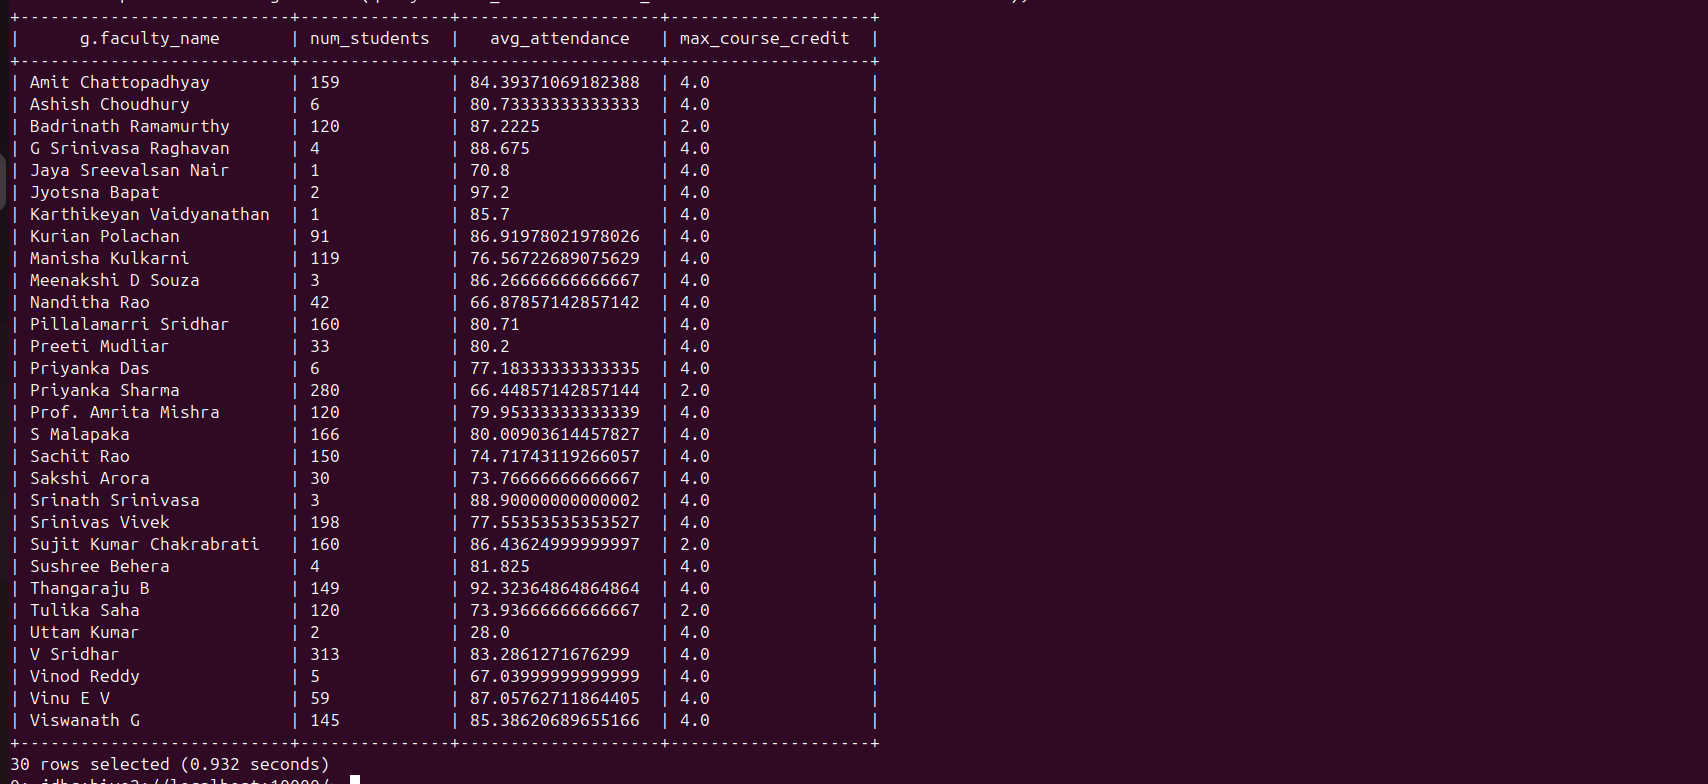 +---------------------------+---------------+--------------------+--------------------+
|      g.faculty_name       | num_students  |   avg_attendance   | max_course_credit  |
+---------------------------+---------------+--------------------+--------------------+
| Amit Chattopadhyay        | 159           | 84.39371069182388  | 4.0                |
| Ashish Choudhury          | 6             | 80.73333333333333  | 4.0                |
| Badrinath Ramamurthy      | 120           | 87.2225            | 2.0                |
| G Srinivasa Raghavan      | 4             | 88.675             | 4.0                |
| Jaya Sreevalsan Nair      | 1             | 70.8               | 4.0                |
| Jyotsna Bapat             | 2             | 97.2               | 4.0                |
| Karthikeyan Vaidyanathan  | 1             | 85.7               | 4.0                |
| Kurian Polachan           | 91            | 86.91978021978026  | 4.0                |
| Manisha Kulkarni          | 119           | 76.56722689075629  | 4.0                |
| Meenakshi D Souza         | 3             | 86.26666666666667  | 4.0                |
| Nanditha Rao              | 42            | 66.87857142857142  | 4.0                |
| Pillalamarri Sridhar      | 160           | 80.71              | 4.0                |
| Preeti Mudliar            | 33            | 80.2               | 4.0                |
| Priyanka Das              | 6             | 77.18333333333335  | 4.0                |
| Priyanka Sharma           | 280           | 66.44857142857144  | 2.0                |
| Prof. Amrita Mishra       | 120           | 79.95333333333339  | 4.0                |
| S Malapaka                | 166           | 80.00903614457827  | 4.0                |
| Sachit Rao                | 150           | 74.71743119266057  | 4.0                |
| Sakshi Arora              | 30            | 73.76666666666667  | 4.0                |
| Srinath Srinivasa         | 3             | 88.90000000000002  | 4.0                |
| Srinivas Vivek            | 198           | 77.55353535353527  | 4.0                |
| Sujit Kumar Chakrabrati   | 160           | 86.43624999999997  | 2.0                |
| Sushree Behera            | 4             | 81.825             | 4.0                |
| Thangaraju B              | 149           | 92.32364864864864  | 4.0                |
| Tulika Saha               | 120           | 73.93666666666667  | 2.0                |
| Uttam Kumar               | 2             | 28.0               | 4.0                |
| V Sridhar                 | 313           | 83.2861271676299   | 4.0                |
| Vinod Reddy               | 5             | 67.03999999999999  | 4.0                |
| Vinu E V                  | 59            | 87.05762711864405  | 4.0                |
| Viswanath G               | 145           | 85.38620689655166  | 4.0                |
+---------------------------+---------------+--------------------+--------------------+
30 rows selected (0.932 seconds)
0: jdbc:hive2://localhost:10000/>